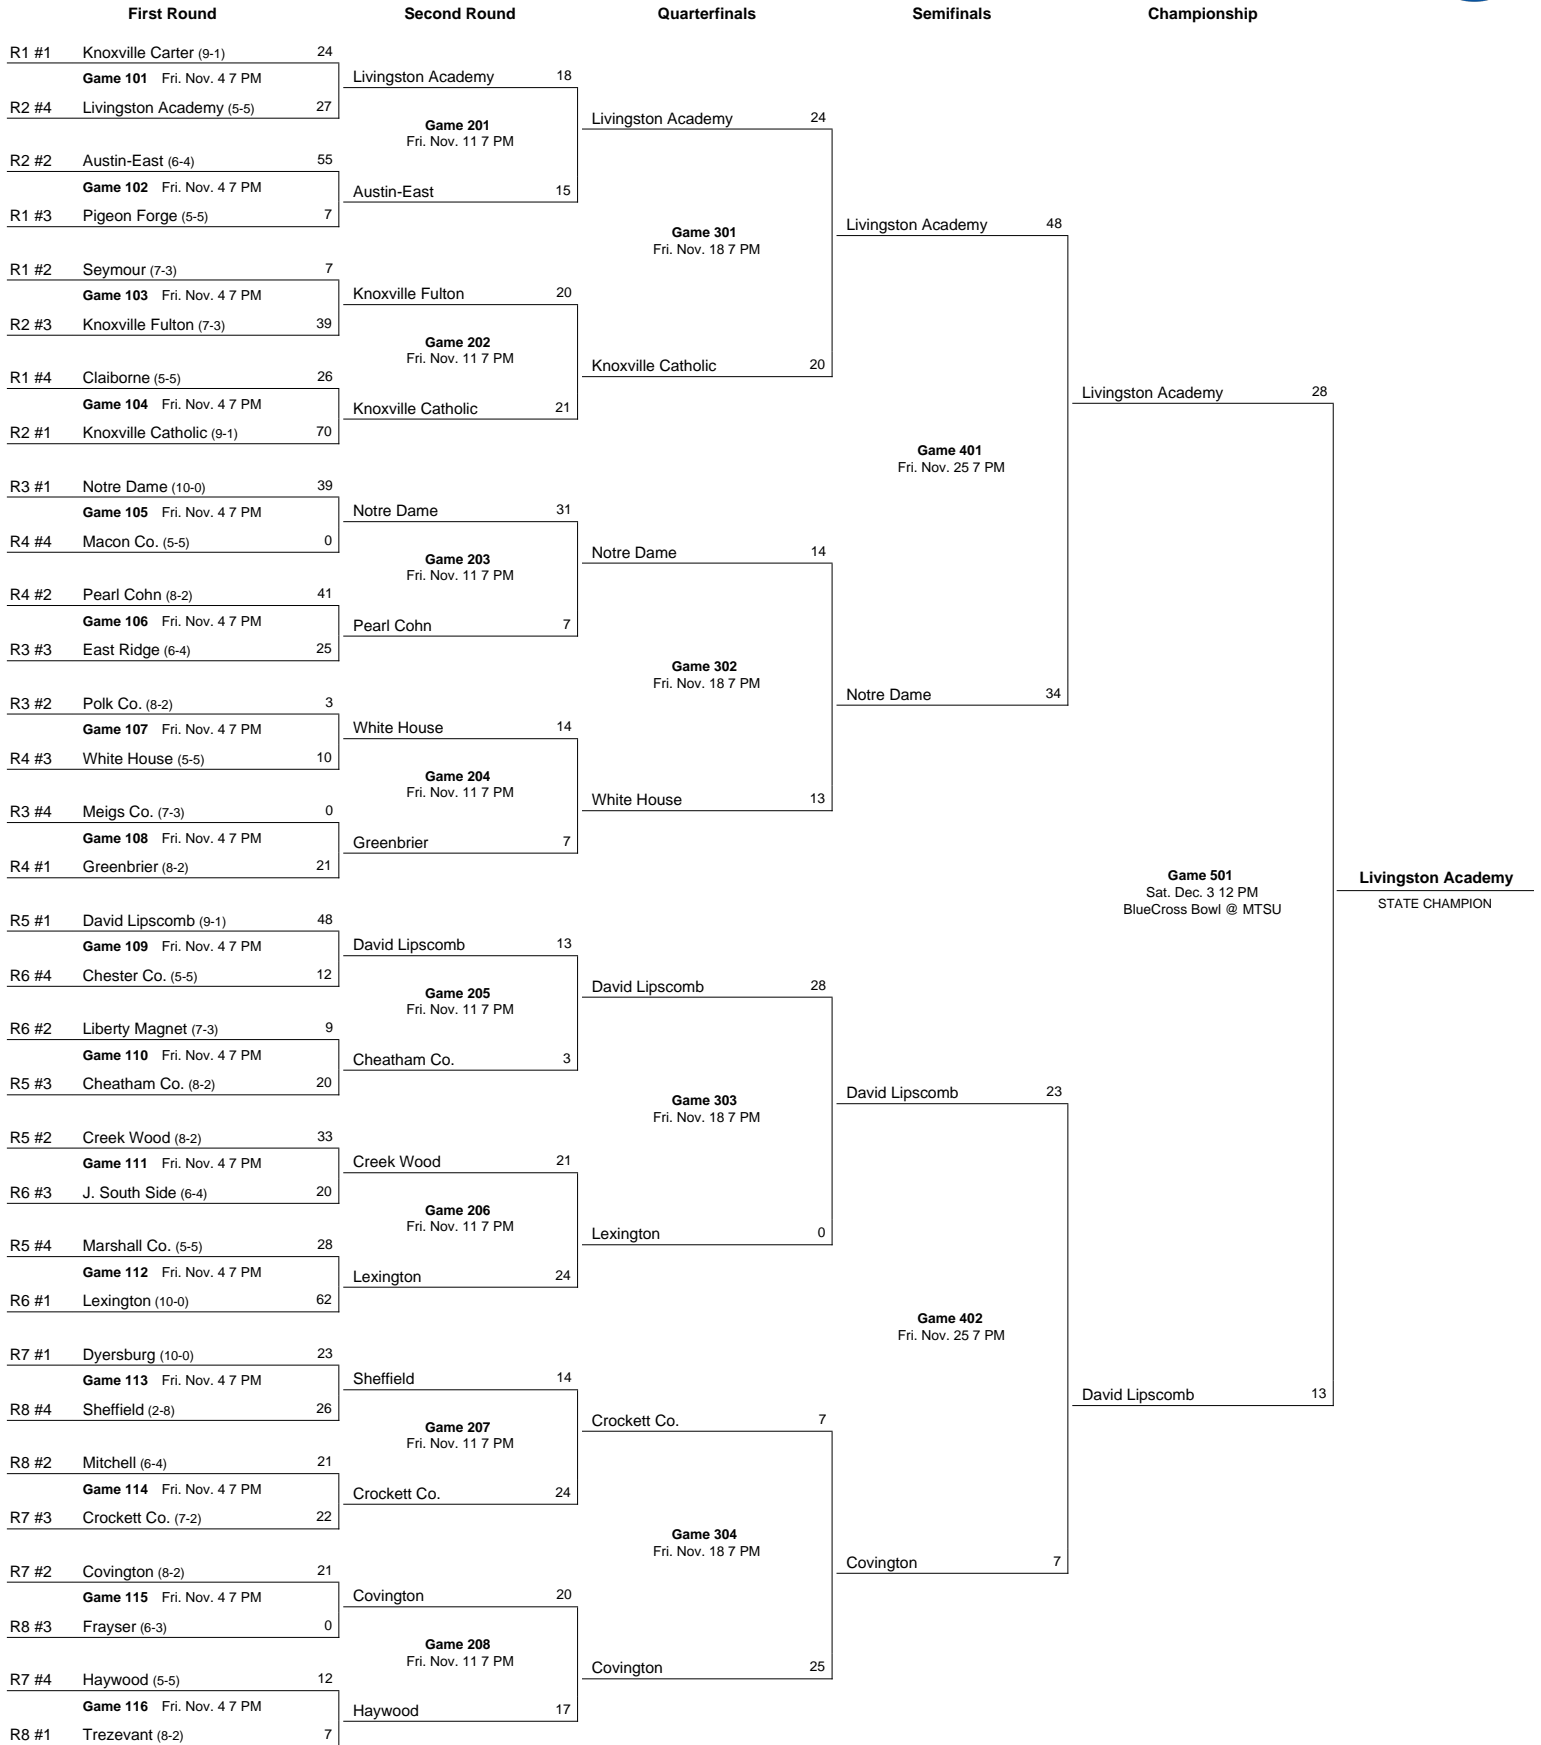 First Round
Second Round
Quarterfinals
Semifinals
Championship
R1 #1 Knoxville Carter (9-1) 24
Game 101 Fri. Nov. 4 7 PM
R2 #4 Livingston Academy (5-5) 27
R2 #2 Austin-East (6-4) 55
Game 102 Fri. Nov. 4 7 PM
R1 #3 Pigeon Forge (5-5) 7
R1 #2 Seymour (7-3) 7
Game 103 Fri. Nov. 4 7 PM
R2 #3 Knoxville Fulton (7-3) 39
R1 #4 Claiborne (5-5) 26
Game 104 Fri. Nov. 4 7 PM
R2 #1 Knoxville Catholic (9-1) 70
R3 #1 Notre Dame (10-0) 39
Game 105 Fri. Nov. 4 7 PM
R4 #4 Macon Co. (5-5) 0
R4 #2 Pearl Cohn (8-2) 41
Game 106 Fri. Nov. 4 7 PM
R3 #3 East Ridge (6-4) 25
R3 #2 Polk Co. (8-2) 3
Game 107 Fri. Nov. 4 7 PM
R4 #3 White House (5-5) 10
R3 #4 Meigs Co. (7-3) 0
Game 108 Fri. Nov. 4 7 PM
R4 #1 Greenbrier (8-2) 21
R5 #1 David Lipscomb (9-1) 48
Game 109 Fri. Nov. 4 7 PM
R6 #4 Chester Co. (5-5) 12
R6 #2 Liberty Magnet (7-3) 9
Game 110 Fri. Nov. 4 7 PM
R5 #3 Cheatham Co. (8-2) 20
R5 #2 Creek Wood (8-2) 33
Game 111 Fri. Nov. 4 7 PM
R6 #3 J. South Side (6-4) 20
R5 #4 Marshall Co. (5-5) 28
Game 112 Fri. Nov. 4 7 PM
R6 #1 Lexington (10-0) 62
R7 #1 Dyersburg (10-0) 23
Game 113 Fri. Nov. 4 7 PM
R8 #4 Sheffield (2-8) 26
R8 #2 Mitchell (6-4) 21
Game 114 Fri. Nov. 4 7 PM
R7 #3 Crockett Co. (7-2) 22
R7 #2 Covington (8-2) 21
Game 115 Fri. Nov. 4 7 PM
R8 #3 Frayser (6-3) 0
R7 #4 Haywood (5-5) 12
Game 116 Fri. Nov. 4 7 PM
R8 #1 Trezevant (8-2) 7
Livingston Academy 18
Game 201
Fri. Nov. 11 7 PM
Austin-East 15
Knoxville Fulton 20
Game 202
Fri. Nov. 11 7 PM
Knoxville Catholic 21
Notre Dame 31
Game 203
Fri. Nov. 11 7 PM
Pearl Cohn 7
White House 14
Game 204
Fri. Nov. 11 7 PM
Greenbrier 7
David Lipscomb 13
Game 205
Fri. Nov. 11 7 PM
Cheatham Co. 3
Creek Wood 21
Game 206
Fri. Nov. 11 7 PM
Lexington 24
Sheffield 14
Game 207
Fri. Nov. 11 7 PM
Crockett Co. 24
Covington 20
Game 208
Fri. Nov. 11 7 PM
Haywood 17
Livingston Academy 24
Game 301
Fri. Nov. 18 7 PM
Knoxville Catholic 20
Notre Dame 14
Game 302
Fri. Nov. 18 7 PM
White House 13
David Lipscomb 28
Game 303
Fri. Nov. 18 7 PM
Lexington 0
Crockett Co. 7
Game 304
Fri. Nov. 18 7 PM
Covington 25
Livingston Academy 48
Game 401
Fri. Nov. 25 7 PM
Notre Dame 34
David Lipscomb 23
Game 402
Fri. Nov. 25 7 PM
Covington 7
Livingston Academy 28
Game 501
Sat. Dec. 3 12 PM
BlueCross Bowl @ MTSU
David Lipscomb 13
Livingston Academy
STATE CHAMPION